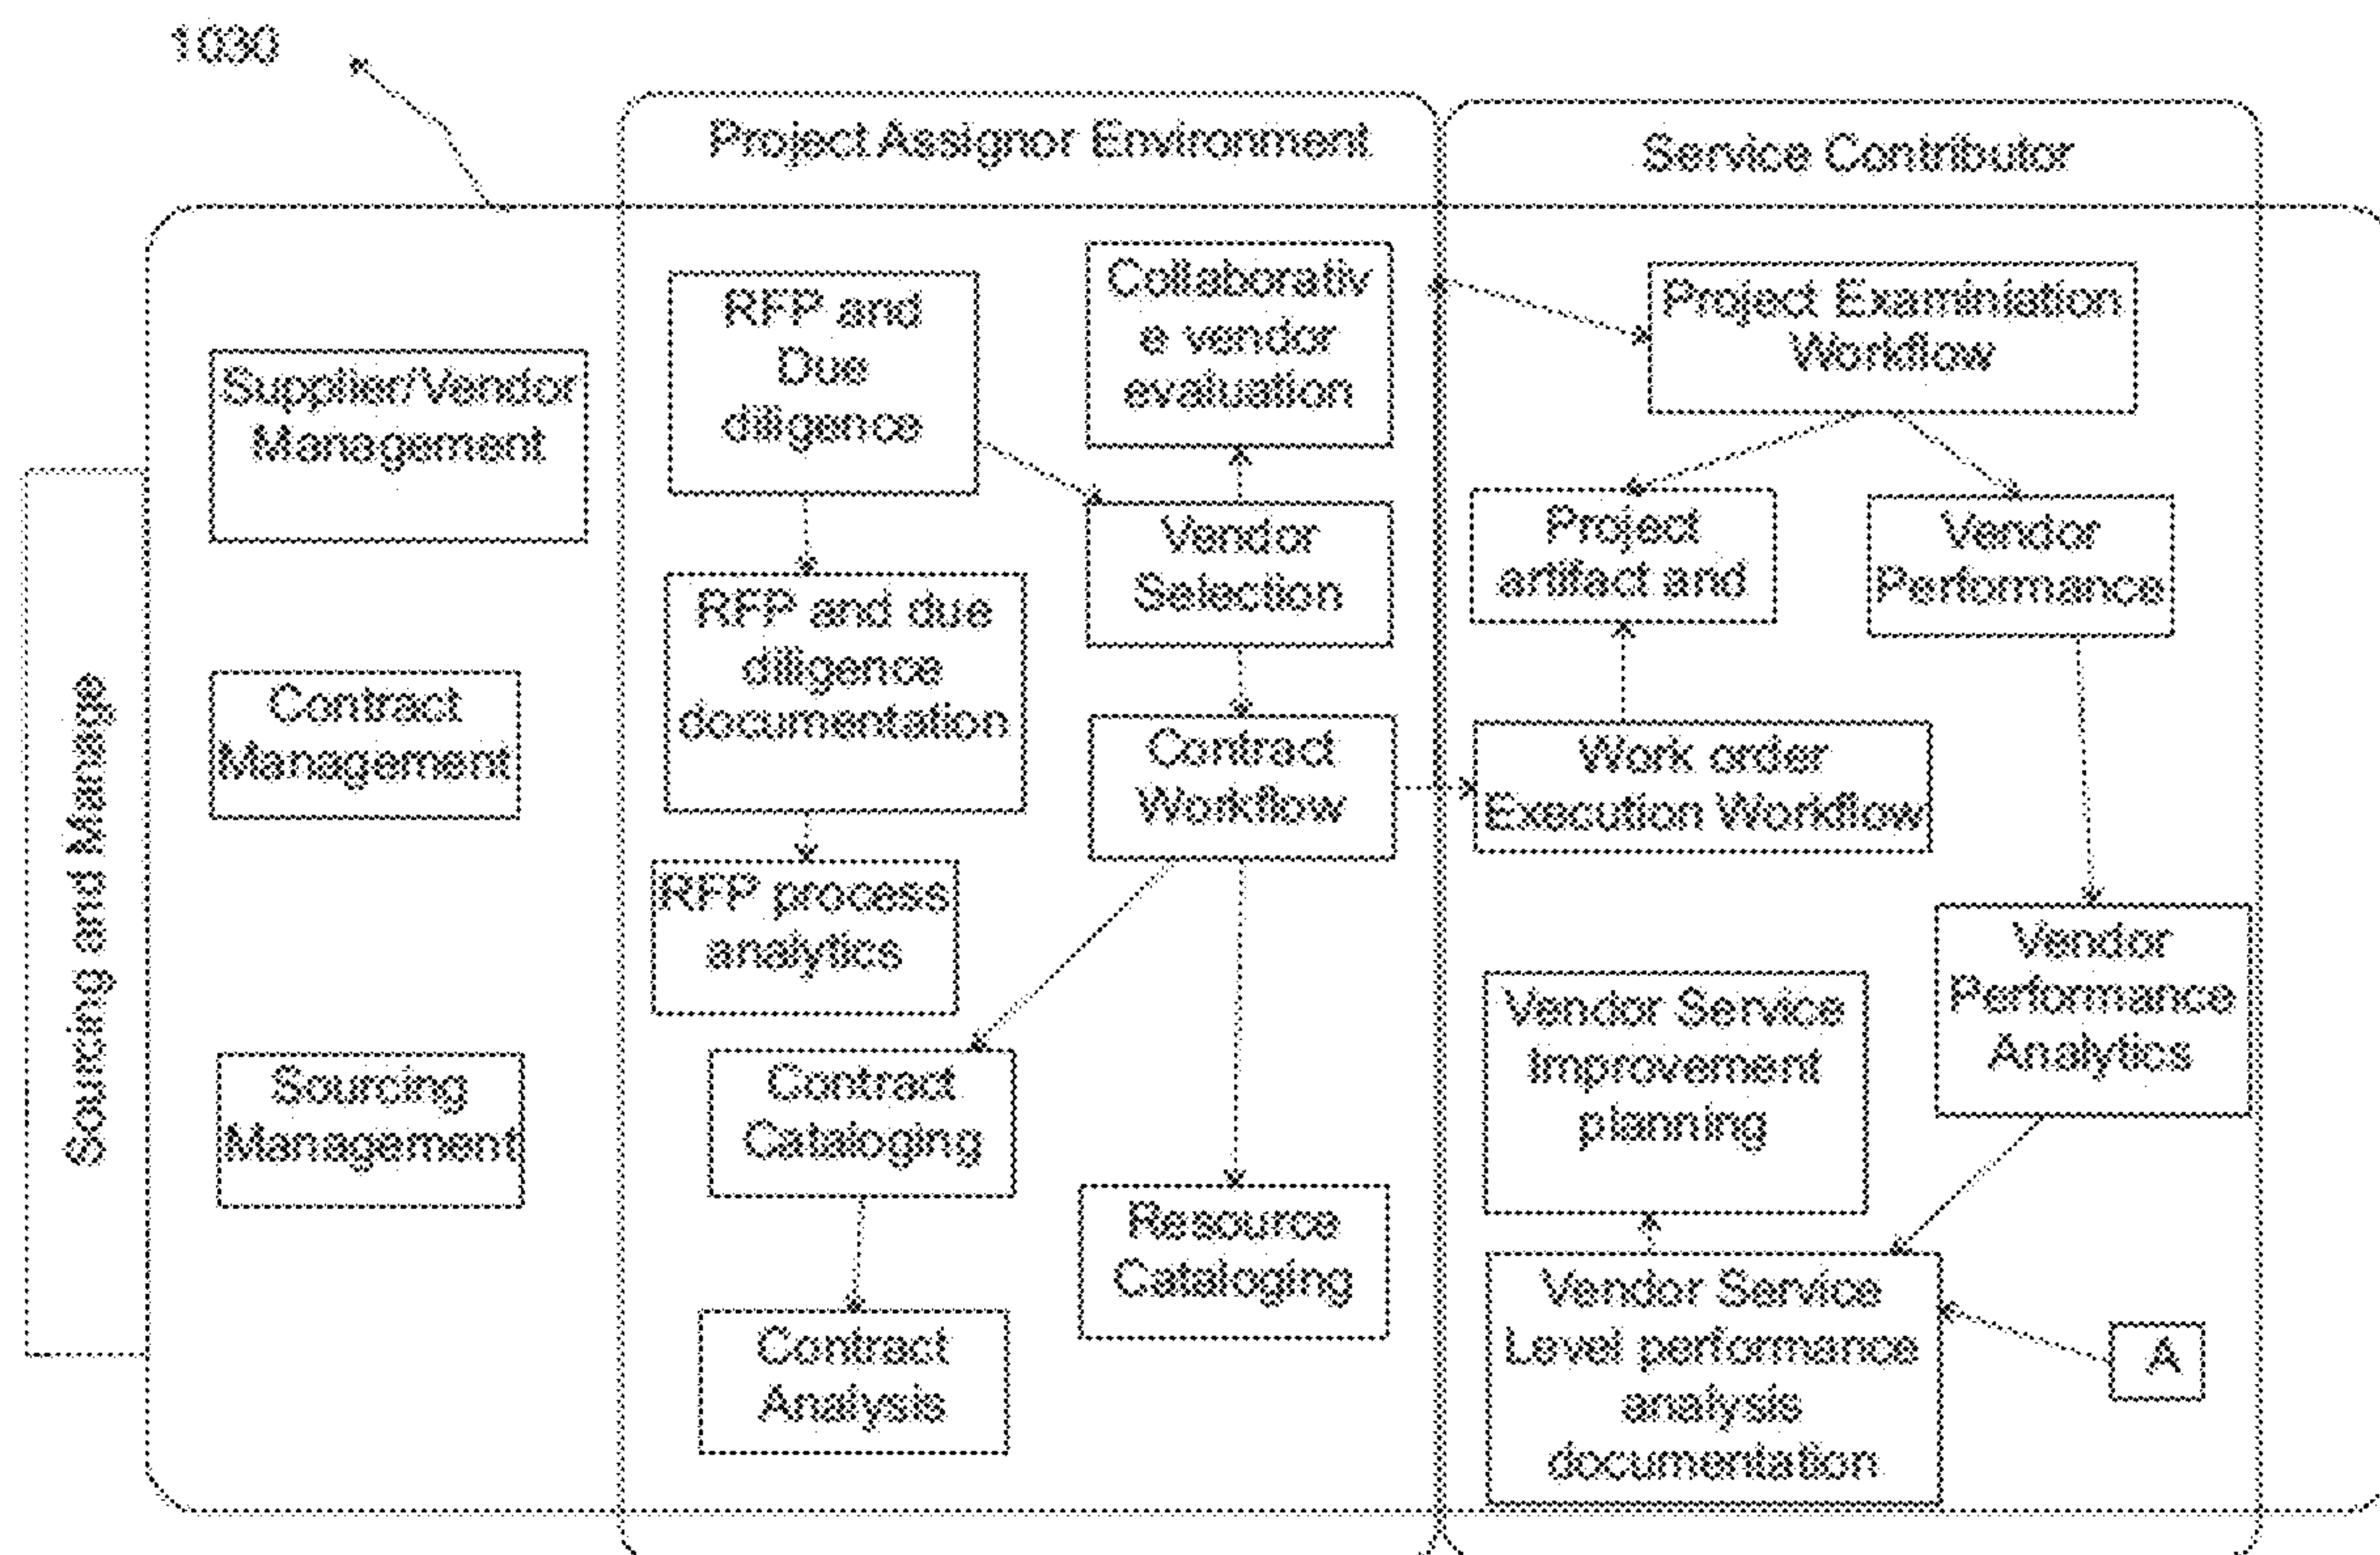 1030
Project Assignor Environment
Service Contributor
Sourcing and Manage
Supplier/Vendor
Management
Contract
Management
Sourcing
Management
RFP and
Due
diligence
RFP and due
diligence
documentation
RFP process
analytics
Contract
Cataloging
Contract
Analysis
Collaborativ
e vendor
evaluation
Vendor
Selection
Contract
Workflow
Resource
Cataloging
Project Examiniation
Workflow
Project
artifact and
Vendor
Performance
Work order
Execution Workflow
Vendor
Performance
Analytics
Vendor Service
Improvement
planning
Vendor Service
Level performance
analysis
documentation
A